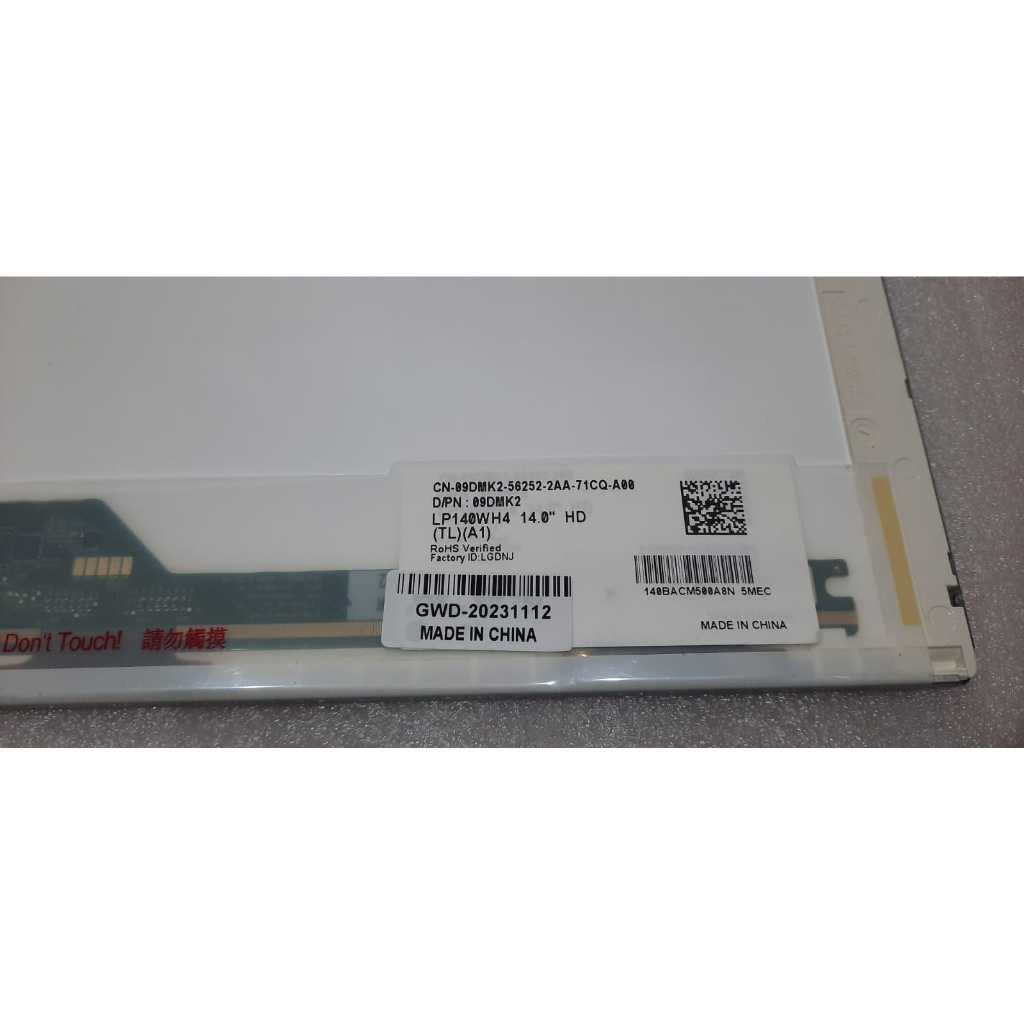 CN-09DMK2-56252-2AA-71CQ-A00
D/PN : 09DMK2
LP140WH4 14.0" HD
(TL)(A1)
RoHS Verified
Factory ID:LGDNJ
140BACM500A8N 5MEC
MADE IN CHINA
GWD-20231112
MADE IN CHINA
Don't Touch! 請勿觸摸